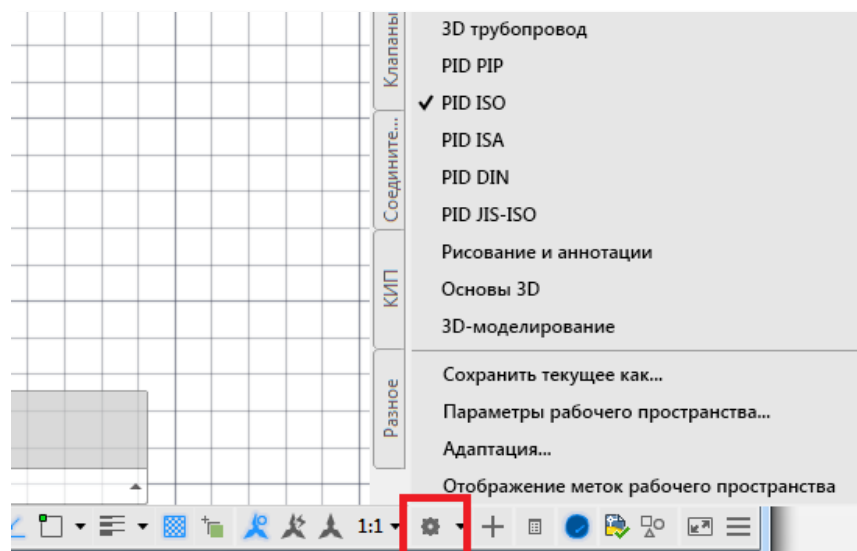 Клапаны
Соедините...
КИП
Разное
3D трубопровод
PID PIP
PID ISO
PID ISA
PID DIN
PID JIS-ISO
Рисование и аннотации
Основы 3D
3D-моделирование
Сохранить текущее как...
Параметры рабочего пространства...
Адаптация...
Отображение меток рабочего пространства
1:1